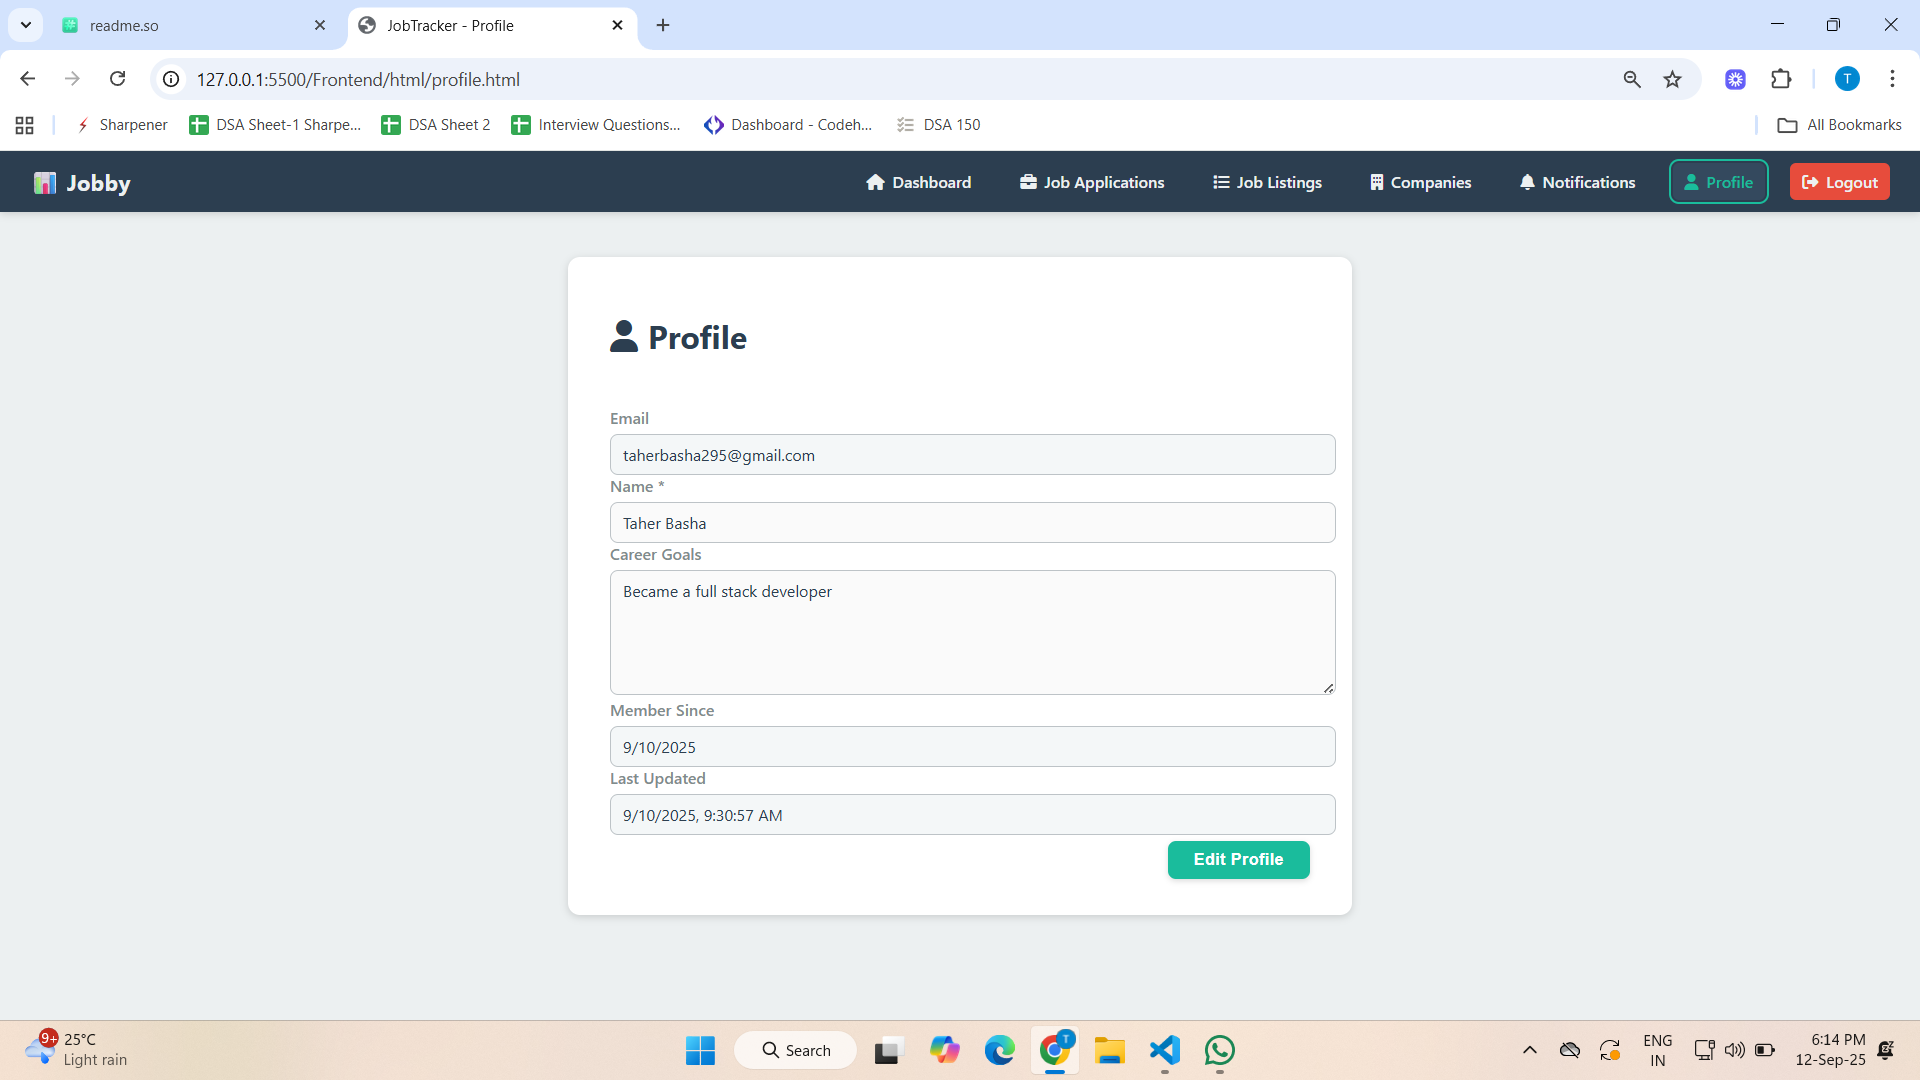 readme.so
JobTracker - Profile
127.0.0.1:5500/Frontend/html/profile.html
T
Sharpener
DSA Sheet-1 Sharpe...
DSA Sheet 2
Interview Questions...
Dashboard - Codeh...
DSA 150
All Bookmarks
Jobby
Dashboard
Job Applications
Job Listings
Companies
Notifications
Profile
Logout
Profile
Email
taherbasha295@gmail.com
Name *
Taher Basha
Career Goals
Became a full stack developer
Member Since
9/10/2025
Last Updated
9/10/2025, 9:30:57 AM
Edit Profile
9+
25°C
Light rain
Search
T
ENG
IN
6:14 PM
12-Sep-25